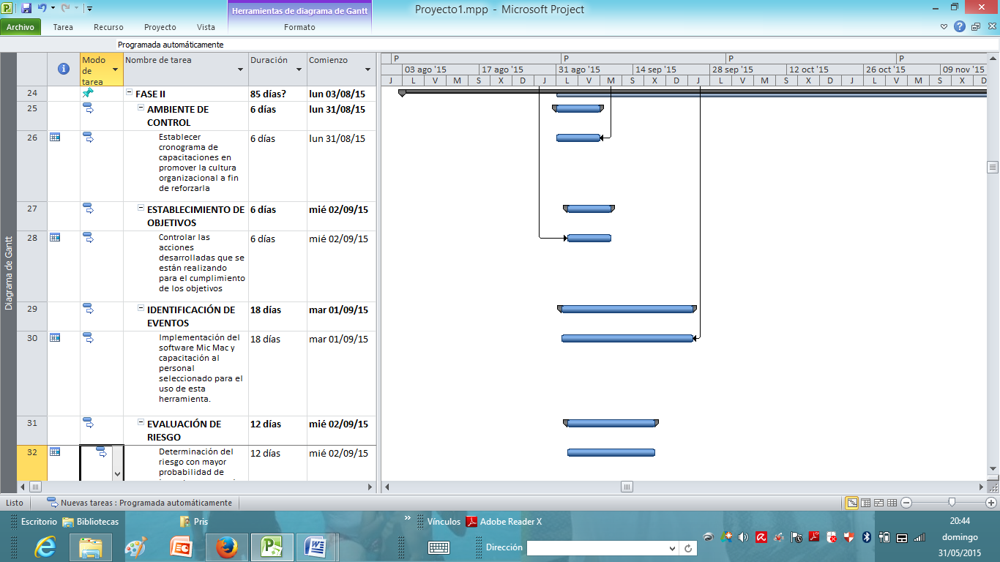 Herramientas de diagrama de Gantt
Proyecto1.mpp - Microsoft Project
Archivo Tarea Recurso Proyecto Vista Formato
Programada automáticamente
Modo de tarea
Nombre de tarea
Duración
Comienzo
P P P P
03 ago '15 17 ago '15 31 ago '15 14 sep '15 28 sep '15 12 oct '15 26 oct '15 09 nov '15
J L V M S X D J L V M S X D J L V M S X D J L V M S X D
24 FASE II 85 días? lun 03/08/15
25 AMBIENTE DE
CONTROL
6 días lun 31/08/15
26 Establecer
cronograma de
capacitaciones en
promover la cultura
organizacional a fin
de reforzarla
6 días lun 31/08/15
27 ESTABLECIMIENTO DE
OBJETIVOS
6 días mié 02/09/15
28 Controlar las
acciones
desarrolladas que se
están realizando
para el cumplimiento
de los objetivos
6 días mié 02/09/15
29 IDENTIFICACIÓN DE
EVENTOS
18 días mar 01/09/15
30 Implementación del
software Mic Mac y
capacitación al
personal
seleccionado para el
uso de esta
herramienta.
18 días mar 01/09/15
31 EVALUACIÓN DE
RIESGO
12 días mié 02/09/15
32 Determinación del
riesgo con mayor
probabilidad de
12 días mié 02/09/15
Diagrama de Gantt
Listo Nuevas tareas : Programada automáticamente
Escritorio Bibliotecas Pris » Vínculos Adobe Reader X
Dirección
20:44
domingo
31/05/2015